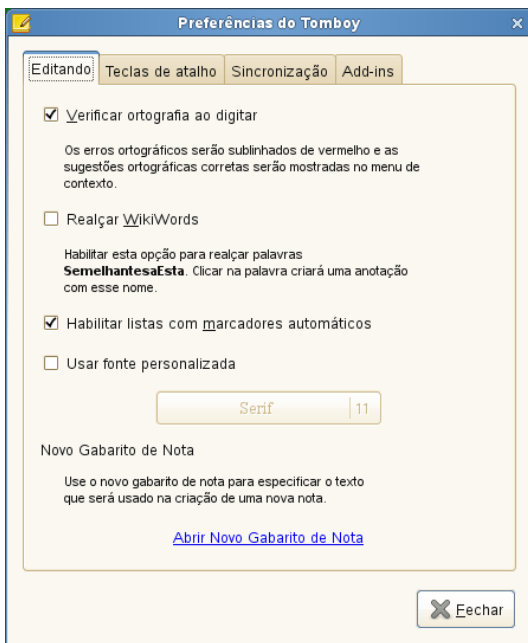 Preferências do Tomboy
Editando Teclas de atalho Sincronização Add-ins
Verificar ortografia ao digitar
Os erros ortográficos serão sublinhados de vermelho e as
sugestões ortográficas corretas serão mostradas no menu de
contexto.
Realçar WikiWords
Habilitar esta opção para realçar palavras
SemelhantesaEsta. Clicar na palavra criará uma anotação
com esse nome.
Habilitar listas com marcadores automáticos
Usar fonte personalizada
Serif 11
Novo Gabarito de Nota
Use o novo gabarito de nota para especificar o texto
que será usado na criação de uma nova nota.
Abrir Novo Gabarito de Nota
Fechar